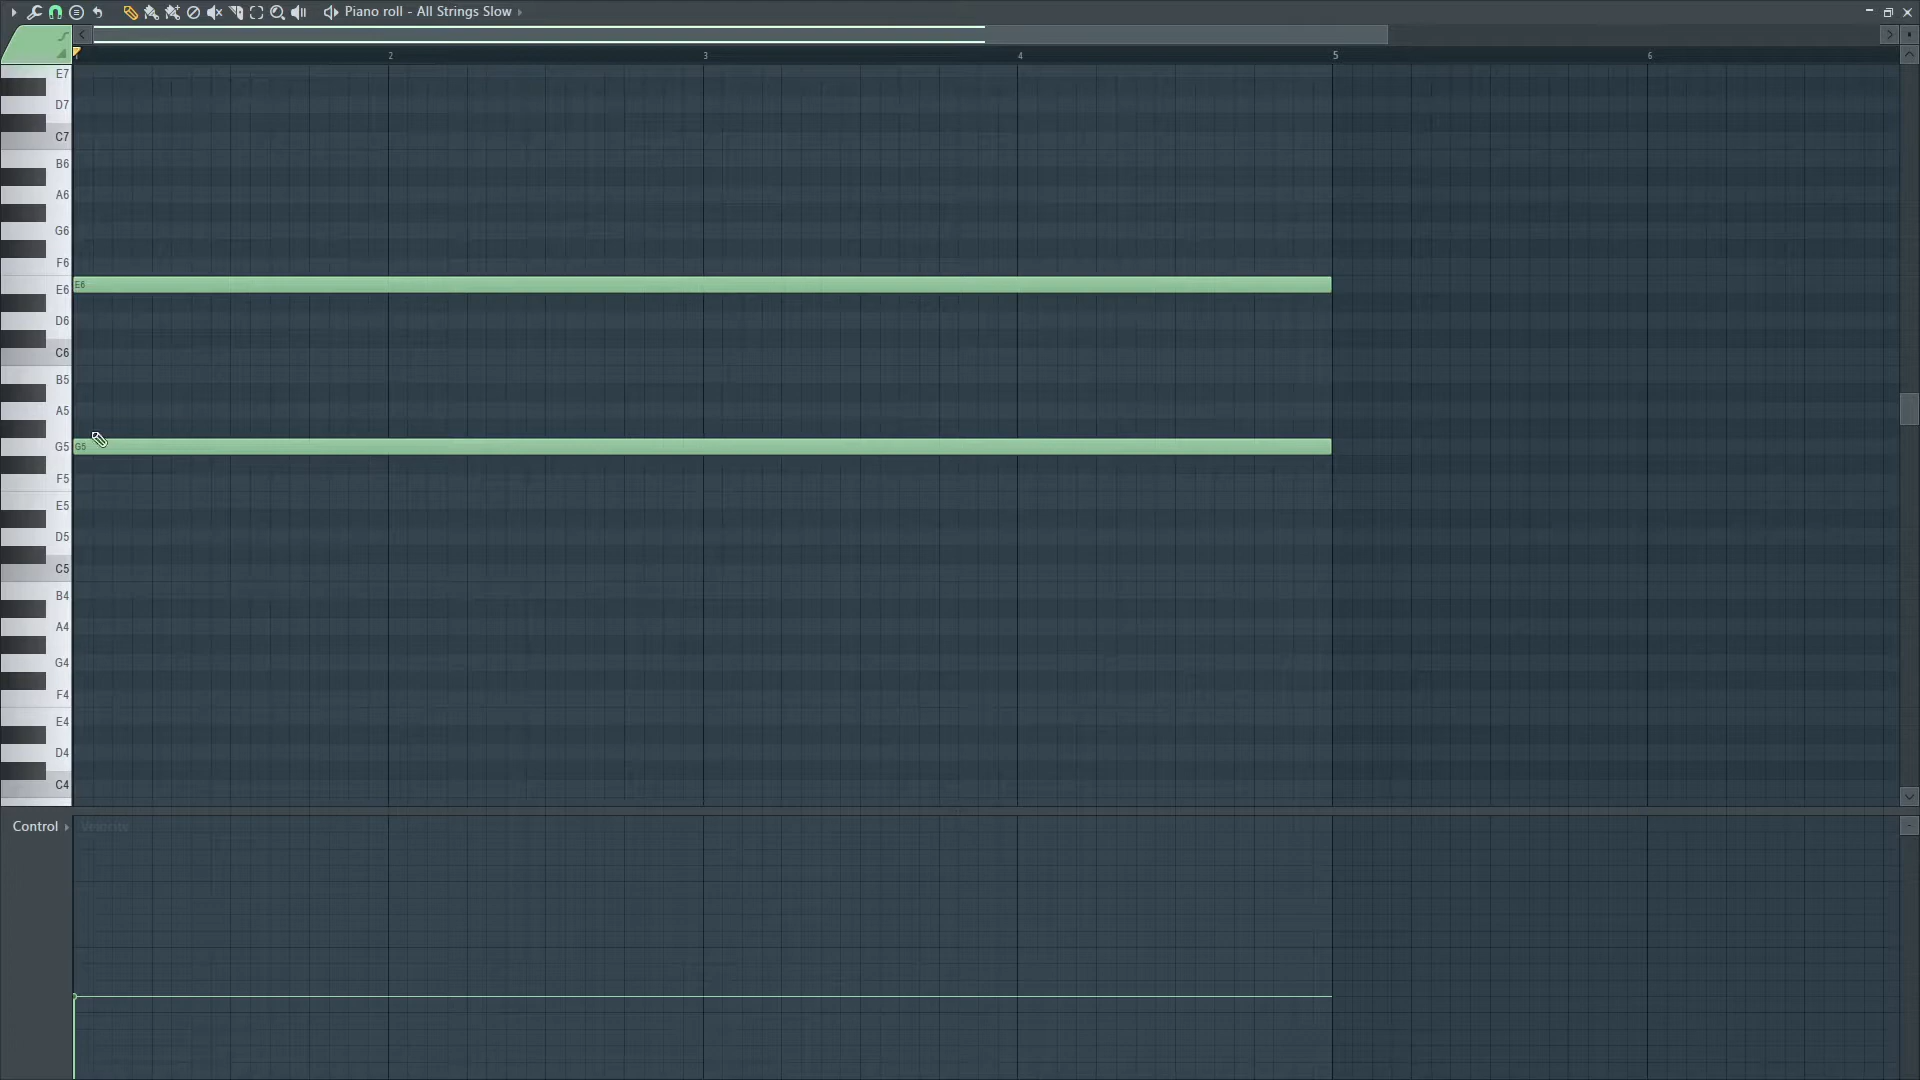 Piano roll - All Strings Slow
2 3 4 5 6
E7
D7
C7
B6
A6
G6
F6
E6 E6
D6
C6
B5
A5
G5 G5
F5
E5
D5
C5
B4
A4
G4
F4
E4
D4
C4
Control Velocity